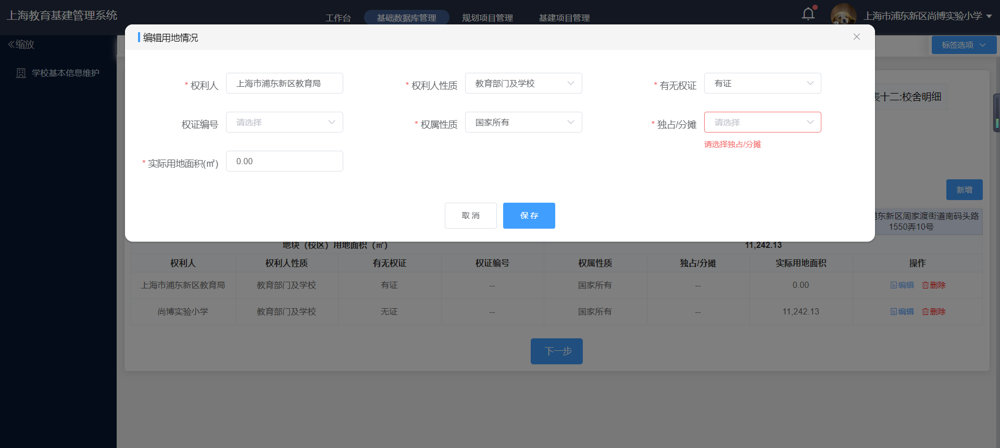 上海教育基建管理系统
工作台 基础数据库管理 规划项目管理 基建项目管理
上海市浦东新区尚博实验小学
缩放
标签选项
学校基本信息维护
编辑用地情况
* 权利人 上海市浦东新区教育局
* 权利人性质 教育部门及学校
* 有无权证 有证
权证编号 请选择
* 权属性质 国家所有
* 独占/分摊 请选择
请选择独占/分摊
* 实际用地面积(㎡) 0.00
取 消 保 存
表十二:校舍明细
新增
东新区周家渡街道南码头路
1550弄10号
地块（校区）用地面积（㎡） 11,242.13
权利人 权利人性质 有无权证 权证编号 权属性质 独占/分摊 实际用地面积 操作
上海市浦东新区教育局 教育部门及学校 有证 -- 国家所有 -- 0.00 编辑 删除
尚博实验小学 教育部门及学校 无证 -- 国家所有 -- 11,242.13 编辑 删除
下一步